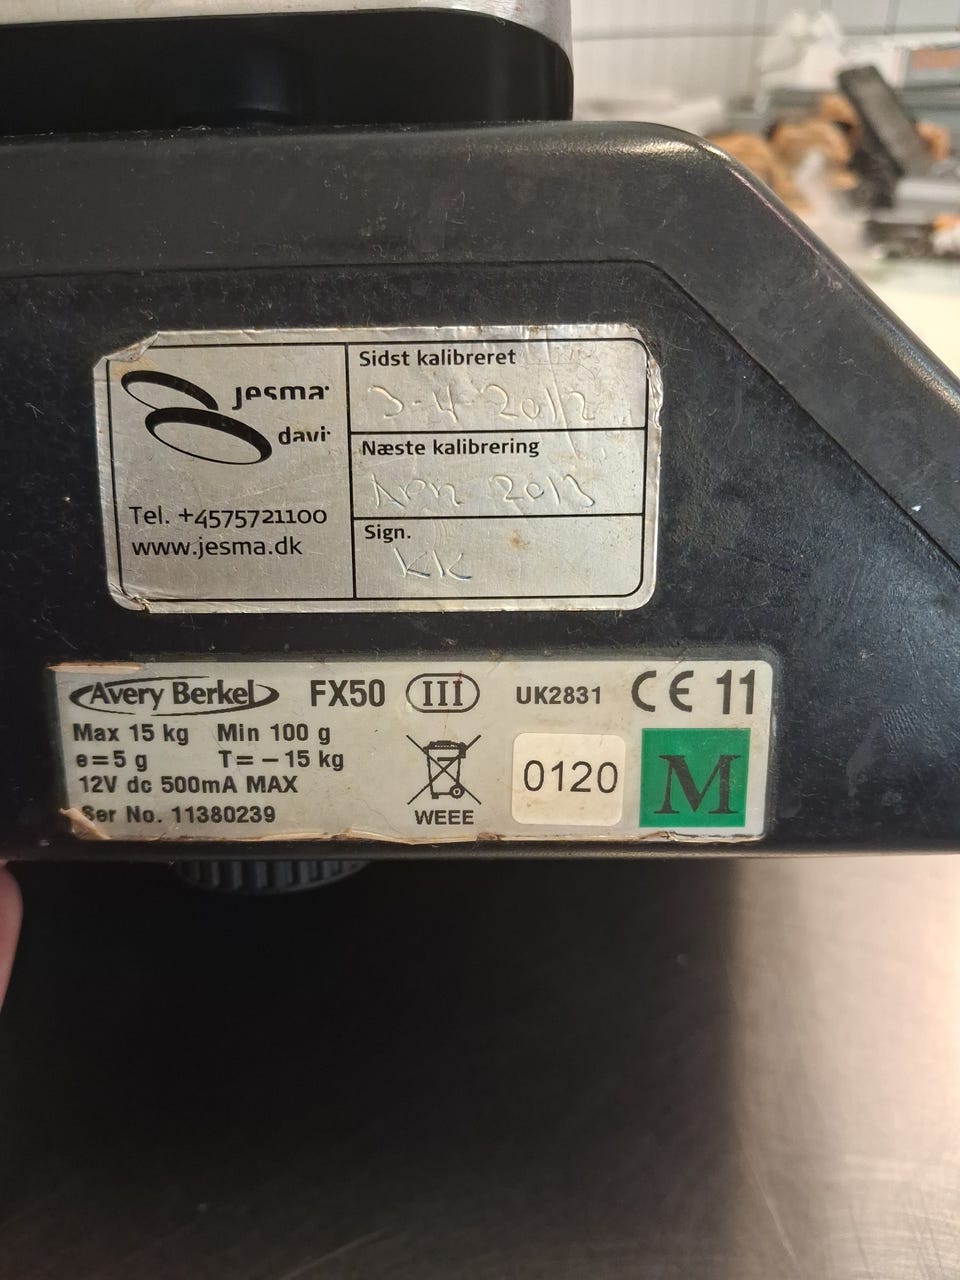 jesma
davi
Tel. +4575721100
www.jesma.dk
Sidst kalibreret
3-4-2012
Næste kalibrering
2013
Sign.
KK
Avery Berkel FX50 III UK2831 CE 11
Max 15 kg Min 100 g
e=5 g T= – 15 kg
12V dc 500mA MAX
Ser No. 11380239
WEEE
0120
M